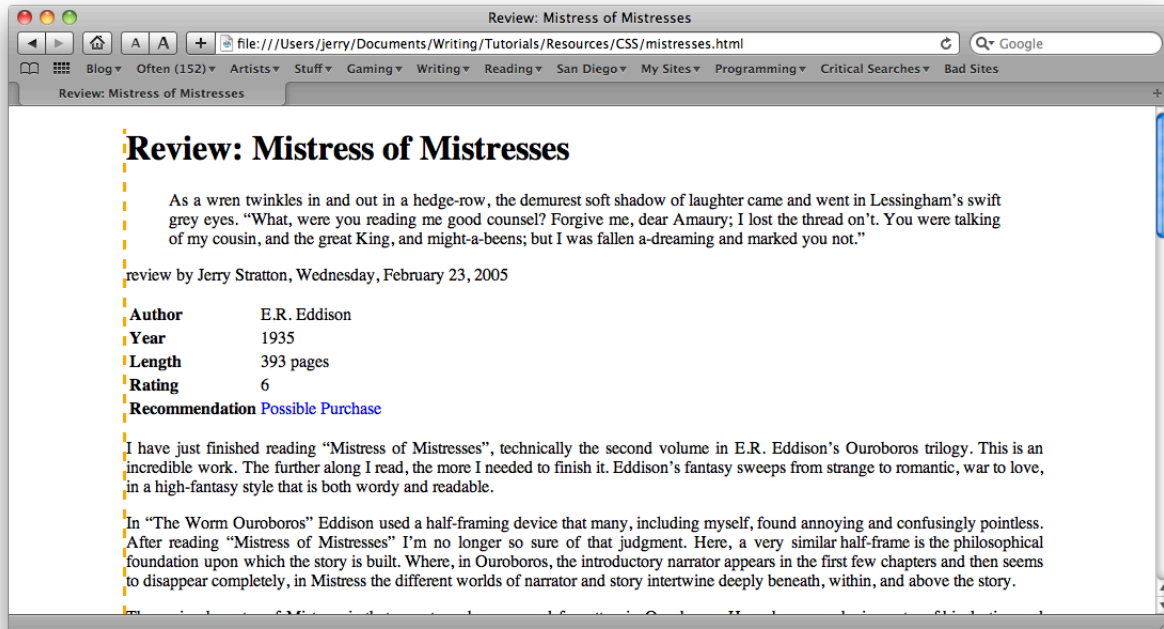 Review: Mistress of Mistresses
A A + file:///Users/jerry/Documents/Writing/Tutorials/Resources/CSS/mistresses.html Google
Blog Often (152) Artists Stuff Gaming Writing Reading San Diego My Sites Programming Critical Searches Bad Sites
Review: Mistress of Mistresses +
Review: Mistress of Mistresses
As a wren twinkles in and out in a hedge-row, the demurest soft shadow of laughter came and went in Lessingham’s swift
grey eyes. “What, were you reading me good counsel? Forgive me, dear Amaury; I lost the thread on’t. You were talking
of my cousin, and the great King, and might-a-beens; but I was fallen a-dreaming and marked you not.”
review by Jerry Stratton, Wednesday, February 23, 2005
Author E.R. Eddison
Year 1935
Length 393 pages
Rating 6
Recommendation Possible Purchase
I have just finished reading “Mistress of Mistresses”, technically the second volume in E.R. Eddison’s Ouroboros trilogy. This is an
incredible work. The further along I read, the more I needed to finish it. Eddison’s fantasy sweeps from strange to romantic, war to love,
in a high-fantasy style that is both wordy and readable.
In “The Worm Ouroboros” Eddison used a half-framing device that many, including myself, found annoying and confusingly pointless.
After reading “Mistress of Mistresses” I’m no longer so sure of that judgment. Here, a very similar half-frame is the philosophical
foundation upon which the story is built. Where, in Ouroboros, the introductory narrator appears in the first few chapters and then seems
to disappear completely, in Mistress the different worlds of narrator and story intertwine deeply beneath, within, and above the story.